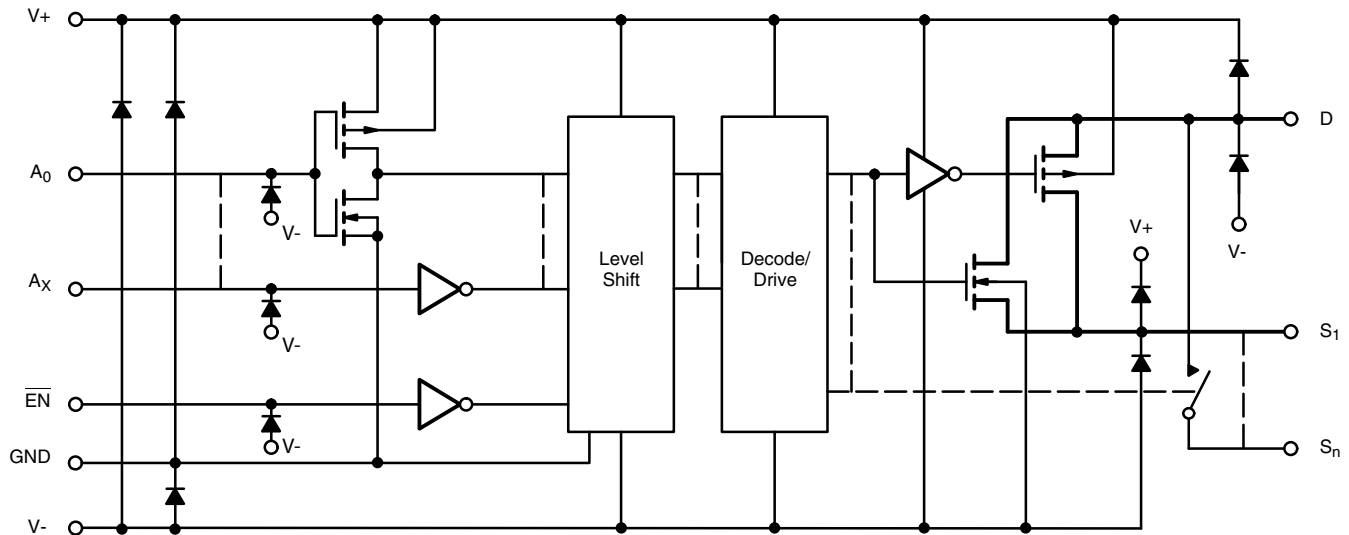 V+
D
A0
V-
V+
V-
Level
Shift
Decode/
Drive
AX
V-
S1
EN
V-
GND
Sn
V-